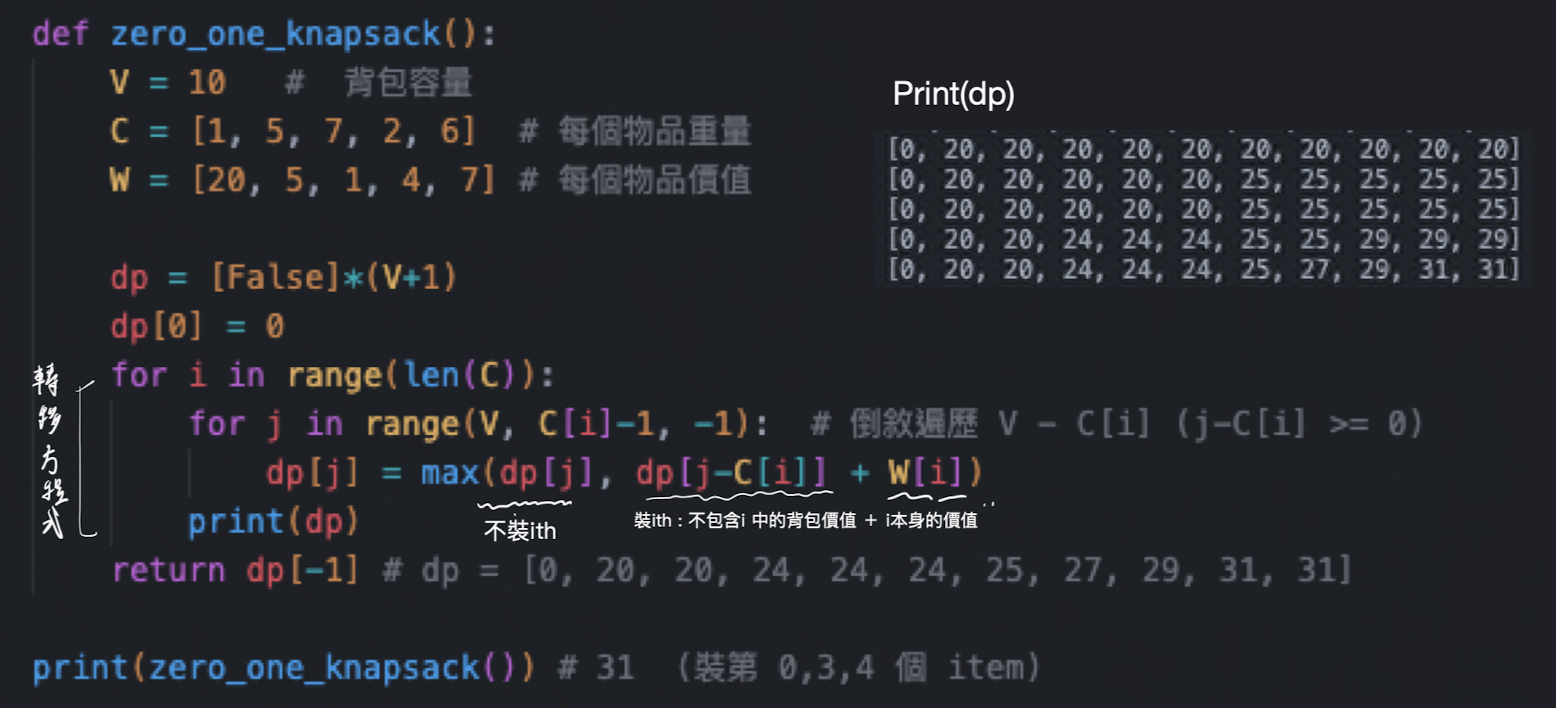 def zero_one_knapsack():
V = 10 # 背包容量
C = [1, 5, 7, 2, 6] # 每個物品重量
W = [20, 5, 1, 4, 7] # 每個物品價值
Print(dp)
[0, 20, 20, 20, 20, 20, 20, 20, 20, 20, 20]
[0, 20, 20, 20, 20, 20, 25, 25, 25, 25, 25]
[0, 20, 20, 20, 20, 20, 25, 25, 25, 25, 25]
[0, 20, 20, 24, 24, 24, 25, 25, 29, 29, 29]
[0, 20, 20, 24, 24, 24, 25, 27, 29, 31, 31]
dp = [False]*(V+1)
dp[0] = 0
轉移方程式
for i in range(len(C)):
for j in range(V, C[i]-1, -1): # 倒敘遍歷 V - C[i] (j-C[i] >= 0)
dp[j] = max(dp[j], dp[j-C[i]] + W[i])
不裝ith
裝ith : 不包含i 中的背包價值 + i本身的價值
print(dp)
return dp[-1] # dp = [0, 20, 20, 24, 24, 24, 25, 27, 29, 31, 31]
print(zero_one_knapsack()) # 31 (裝第 0,3,4 個 item)